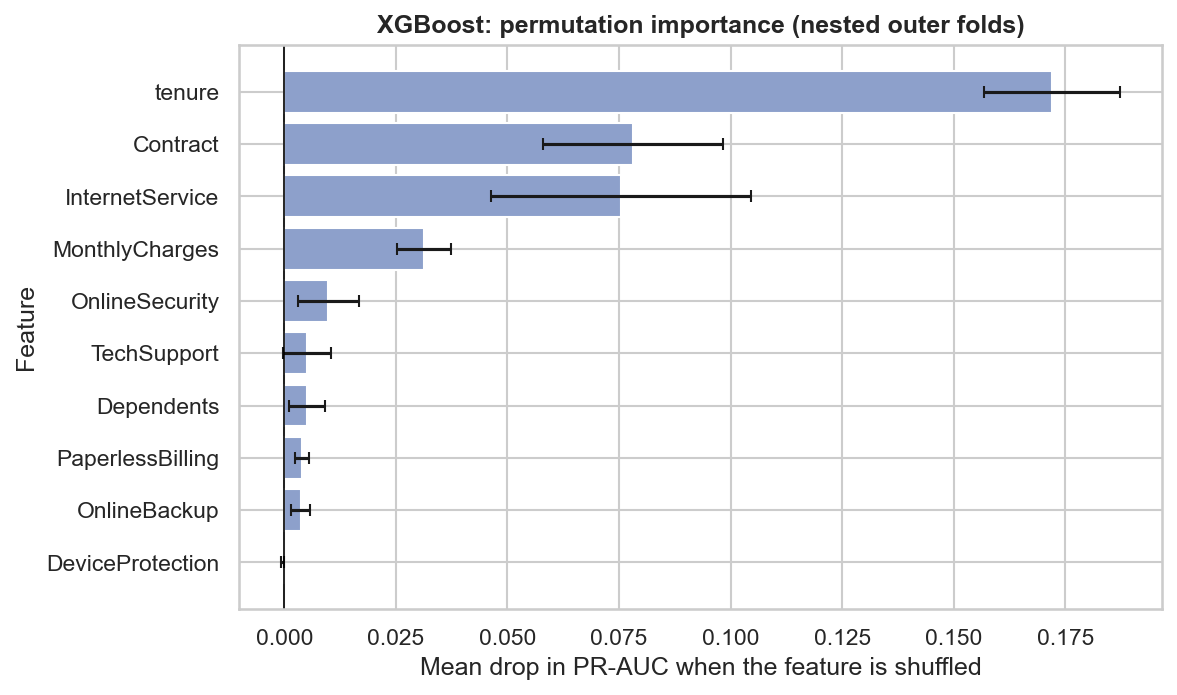 XGBoost: permutation importance (nested outer folds)
Feature
tenure
Contract
InternetService
MonthlyCharges
OnlineSecurity
TechSupport
Dependents
PaperlessBilling
OnlineBackup
DeviceProtection
0.000 0.025 0.050 0.075 0.100 0.125 0.150 0.175
Mean drop in PR-AUC when the feature is shuffled